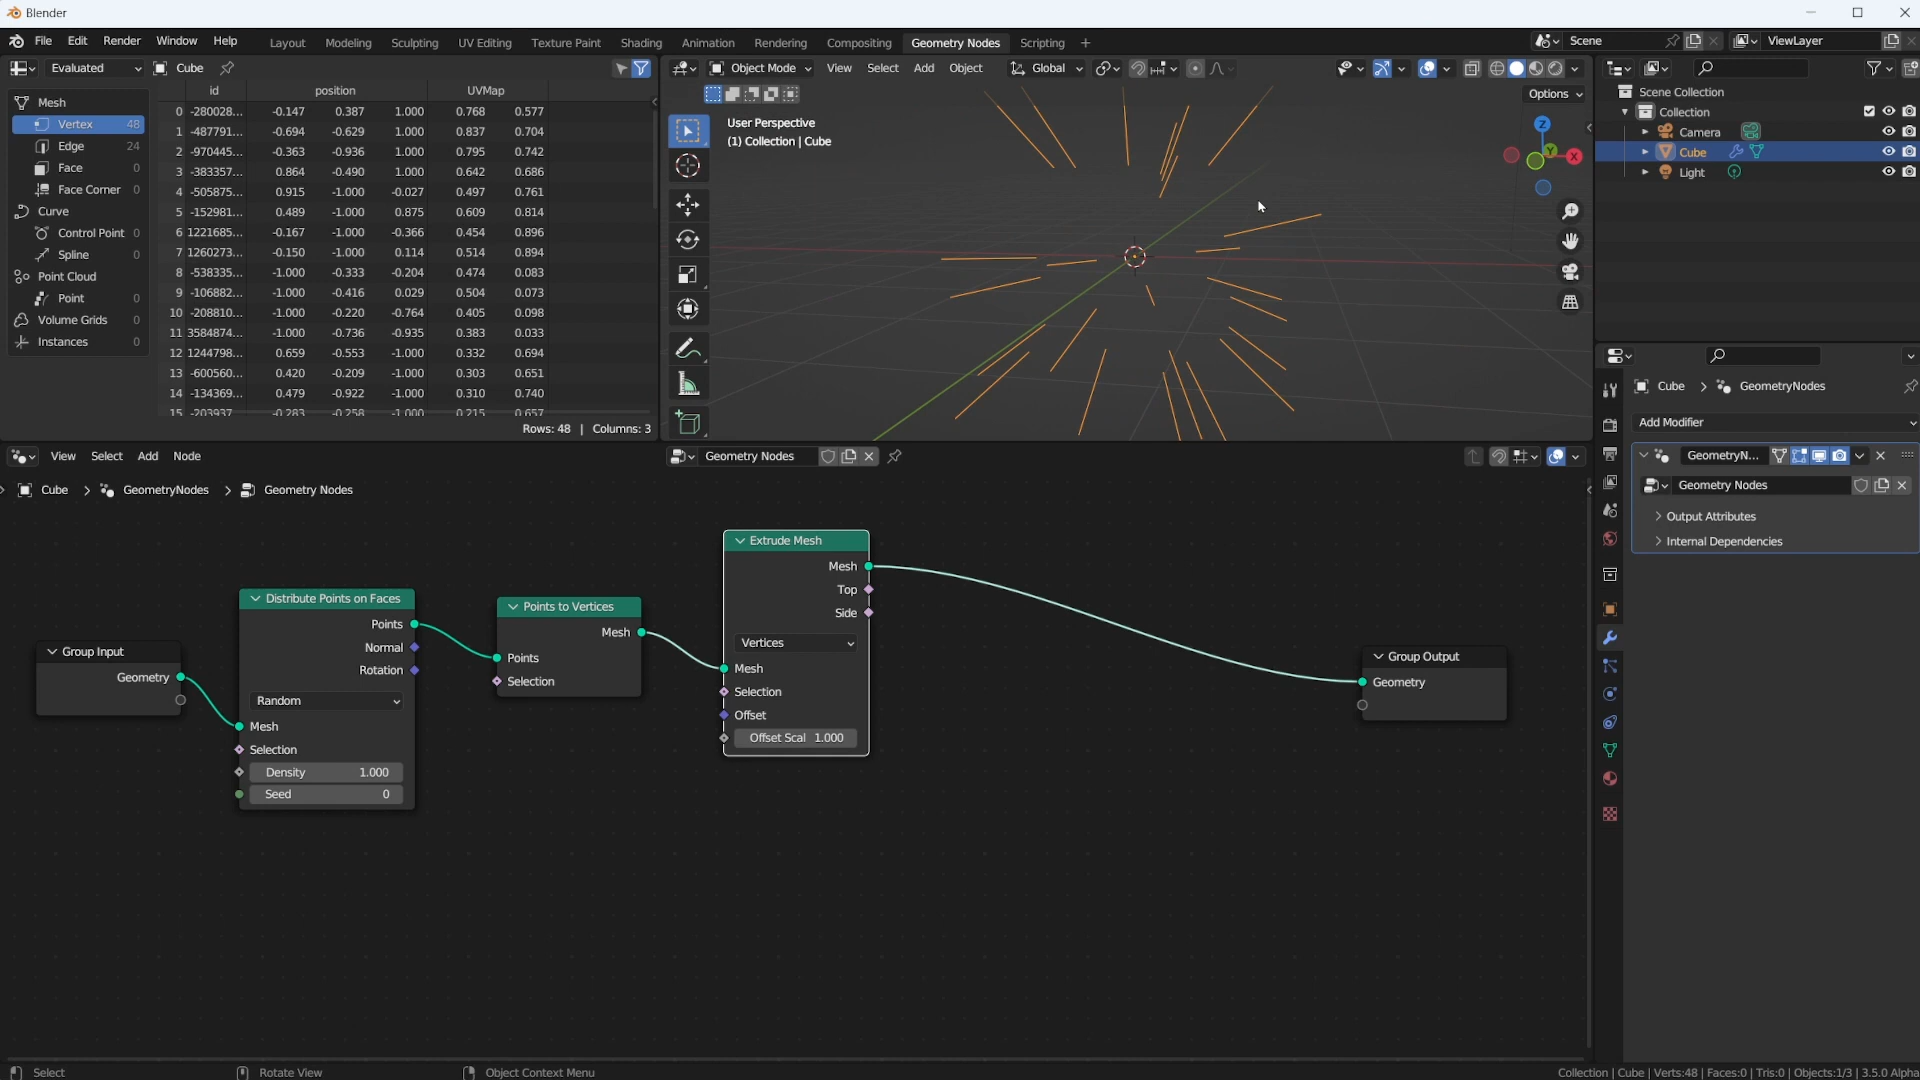 Blender
File Edit Render Window Help Layout Modeling Sculpting UV Editing Texture Paint Shading Animation Rendering Compositing Geometry Nodes Scripting + Scene ViewLayer
Evaluated Cube
id position UVMap
Mesh
Vertex 48
Edge 24
Face 0
Face Corner 0
Curve
Control Point 0
Spline 0
Point Cloud
Point 0
Volume Grids 0
Instances 0
0 -280028... -0.147 0.387 1.000 0.768 0.577
1 -487791... -0.694 -0.629 1.000 0.837 0.704
2 -970445... -0.363 -0.936 1.000 0.795 0.742
3 -383357... 0.864 -0.490 1.000 0.642 0.686
4 -505875... 0.915 -1.000 -0.027 0.497 0.761
5 -152981... 0.489 -1.000 0.875 0.609 0.814
6 1221685... -0.167 -1.000 -0.366 0.454 0.896
7 1260273... -0.150 -1.000 0.114 0.514 0.894
8 -538335... -1.000 -0.333 -0.204 0.474 0.083
9 -106882... -1.000 -0.416 0.029 0.504 0.073
10 -208810... -1.000 -0.220 -0.764 0.405 0.098
11 3584874... -1.000 -0.736 -0.935 0.383 0.033
12 1244798... 0.659 -0.553 -1.000 0.332 0.694
13 -600560... 0.420 -0.209 -1.000 0.303 0.651
14 -134369... 0.479 -0.922 -1.000 0.310 0.740
15 -203937 0.283 -0.258 -1.000 0.215 0.657
Rows: 48 | Columns: 3
Object Mode View Select Add Object Global
Options
User Perspective
(1) Collection | Cube
Z
Y
X
Scene Collection
Collection
Camera
Cube
Light
Cube > GeometryNodes
Add Modifier
GeometryN...
Geometry Nodes
> Output Attributes
> Internal Dependencies
View Select Add Node Geometry Nodes
Cube > GeometryNodes > Geometry Nodes
Group Input
Geometry
Distribute Points on Faces
Points
Normal
Rotation
Random
Mesh
Selection
Density 1.000
Seed 0
Points to Vertices
Mesh
Points
Selection
Extrude Mesh
Mesh
Top
Side
Vertices
Mesh
Selection
Offset
Offset Scal 1.000
Group Output
Geometry
Select Rotate View Object Context Menu
Collection | Cube | Verts:48 | Faces:0 | Tris:0 | Objects:1/3 | 3.5.0 Alpha